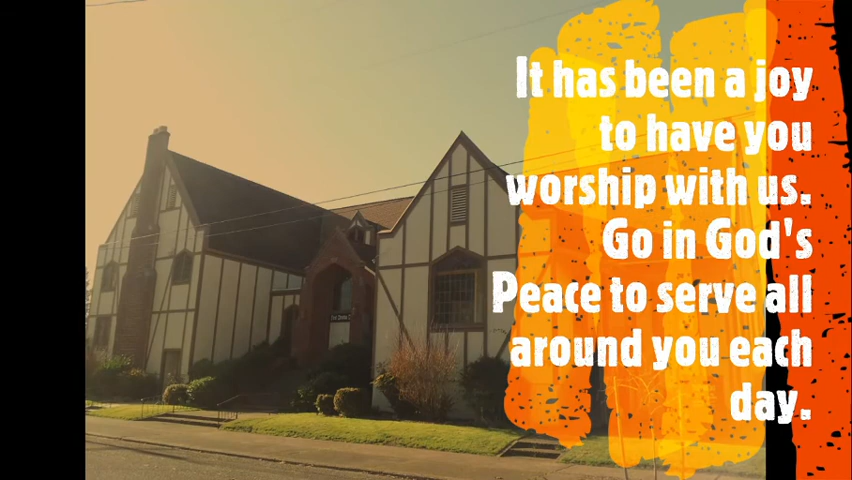 It has been a joy
to have you
worship with us.
Go in God's
Peace to serve all
around you each
day.